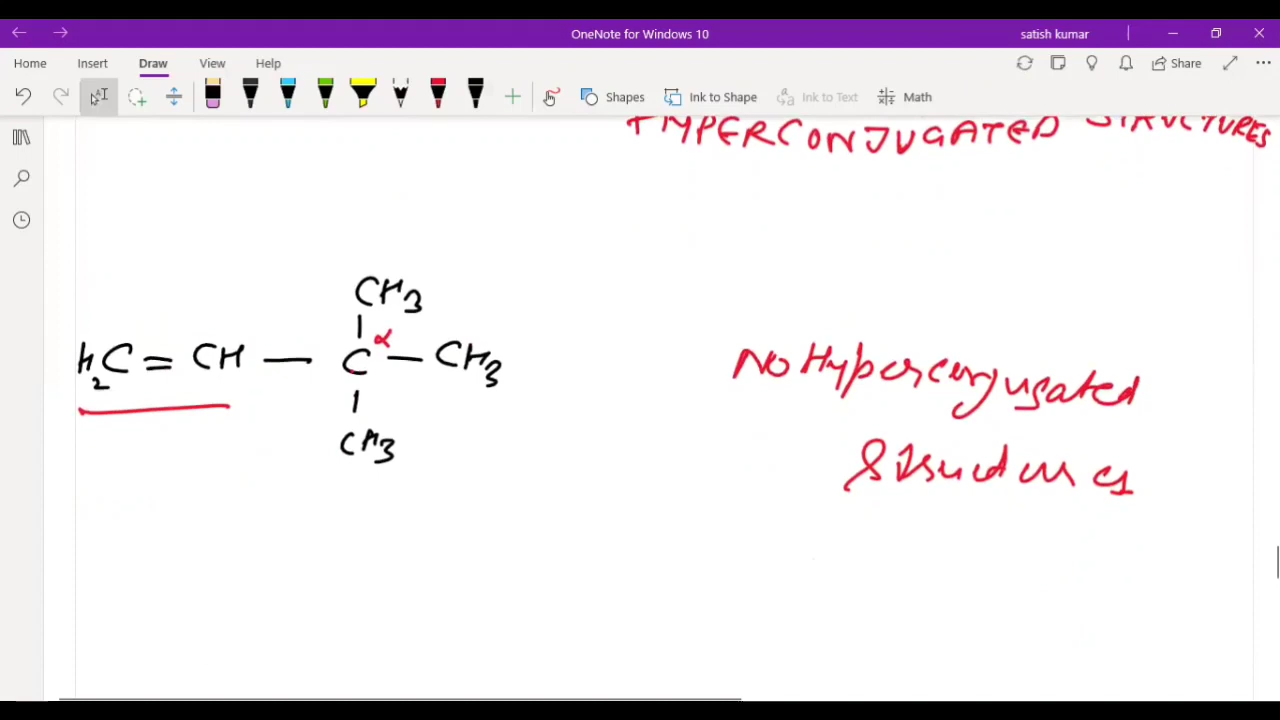 OneNote for Windows 10
satish kumar
Home Insert Draw View Help
Share
Shapes Ink to Shape Ink to Text Math
HYPERCONJUGATED STRUCTURES
CH3
α
H2C = CH — C — CH3
CH3
No Hyperconjugated
Structures